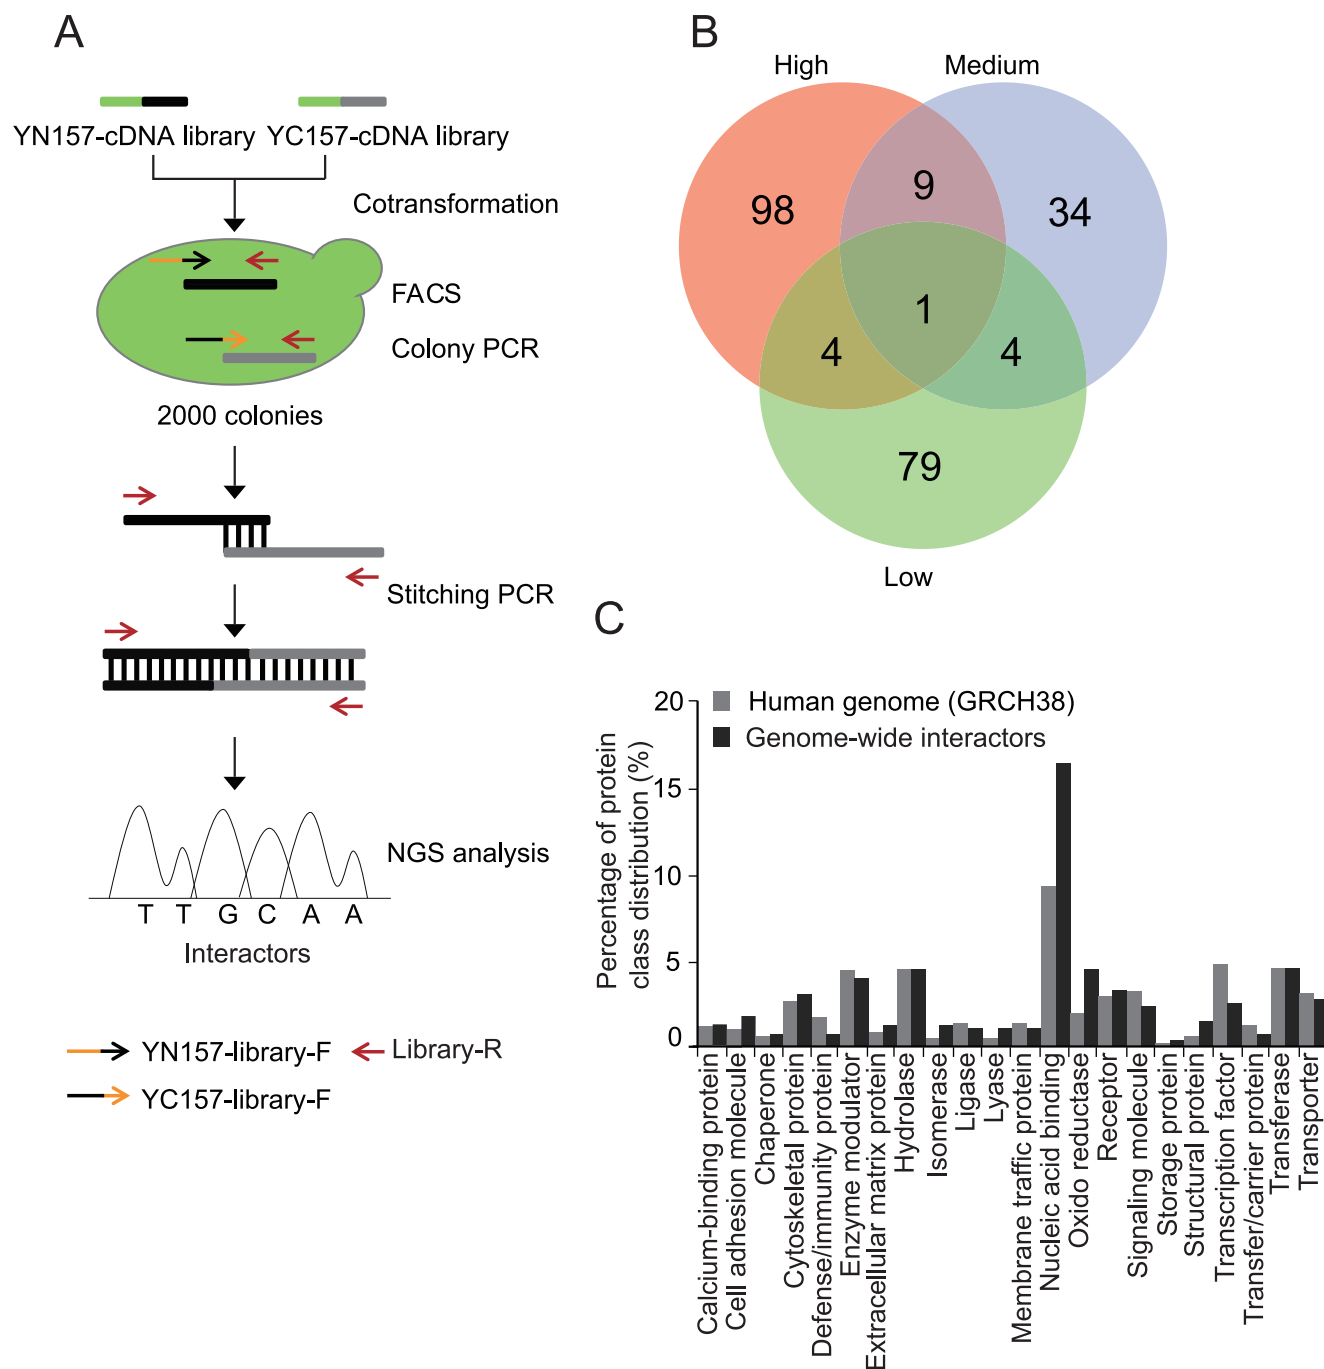 A
YN157-cDNA library
YC157-cDNA library
Cotransformation
FACS
Colony PCR
2000 colonies
Stitching PCR
NGS analysis
T T G C A A
Interactors
YN157-library-F
Library-R
YC157-library-F
B
High
Medium
98
9
34
1
4
4
79
Low
C
Percentage of protein
class distribution (%)
20
15
10
5
0
Human genome (GRCH38)
Genome-wide interactors
Calcium-binding protein
Cell adhesion molecule
Chaperone
Cytoskeletal protein
Defense/immunity protein
Enzyme modulator
Extracellular matrix protein
Hydrolase
Isomerase
Ligase
Lyase
Membrane traffic protein
Nucleic acid binding
Oxido reductase
Receptor
Signaling molecule
Storage protein
Structural protein
Transcription factor
Transfer/carrier protein
Transferase
Transporter